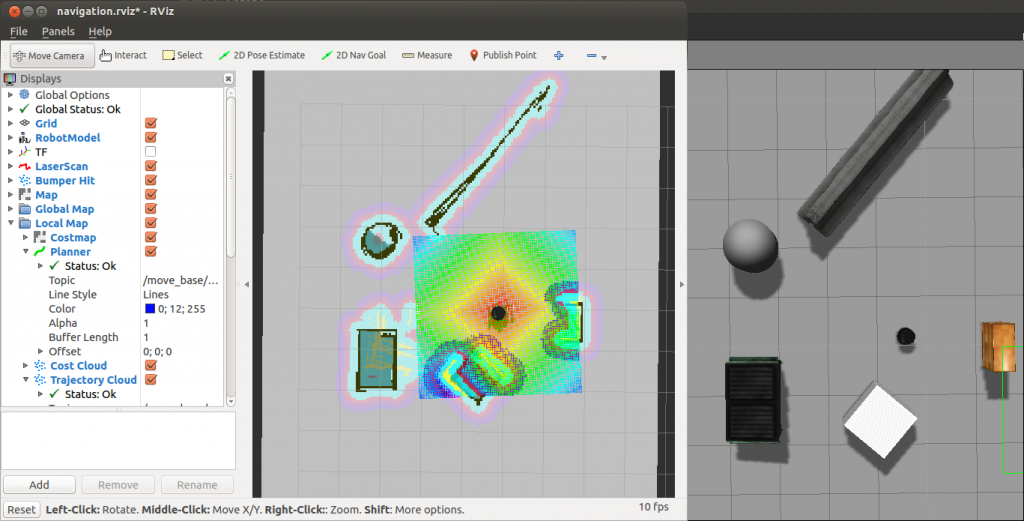 navigation.rviz* - RViz
File Panels Help
Move Camera Interact Select 2D Pose Estimate 2D Nav Goal Measure Publish Point
Displays
Global Options
Global Status: Ok
Grid
RobotModel
TF
LaserScan
Bumper Hit
Map
Global Map
Local Map
Costmap
Planner
Status: Ok
Topic /move_base/...
Line Style Lines
Color 0; 12; 255
Alpha 1
Buffer Length 1
Offset 0; 0; 0
Cost Cloud
Trajectory Cloud
Status: Ok
Add Remove Rename
Reset Left-Click: Rotate. Middle-Click: Move X/Y. Right-Click:: Zoom. Shift: More options. 10 fps